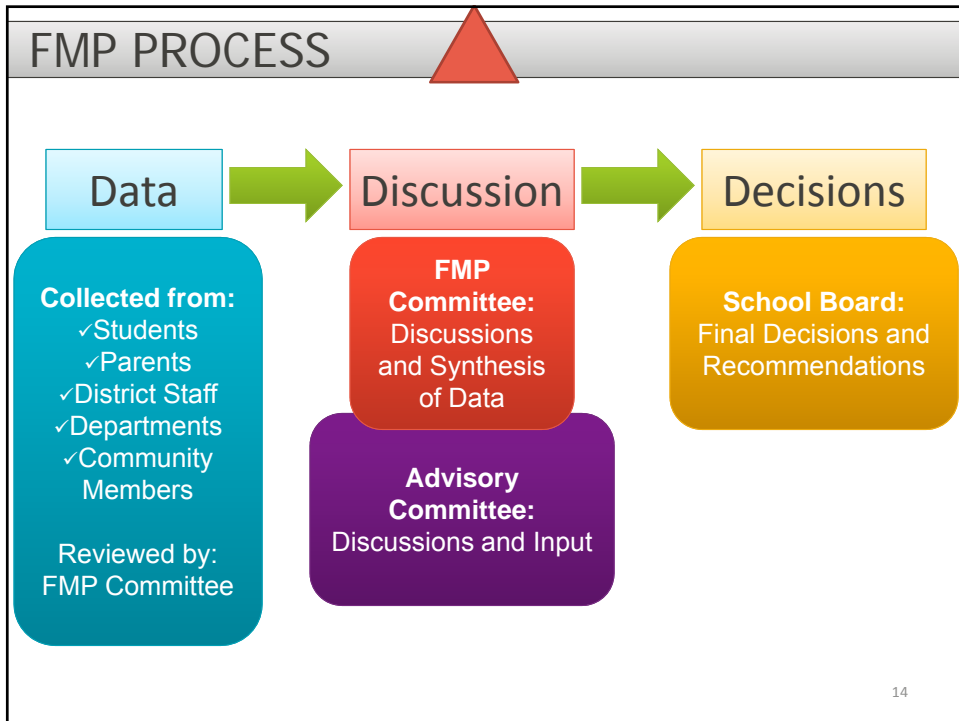 FMP PROCESS
Data
Discussion
Decisions
Collected from:
✓Students
✓Parents
✓District Staff
✓Departments
✓Community
Members
Reviewed by:
FMP Committee
FMP
Committee:
Discussions
and Synthesis
of Data
Advisory
Committee:
Discussions and Input
School Board:
Final Decisions and
Recommendations
14